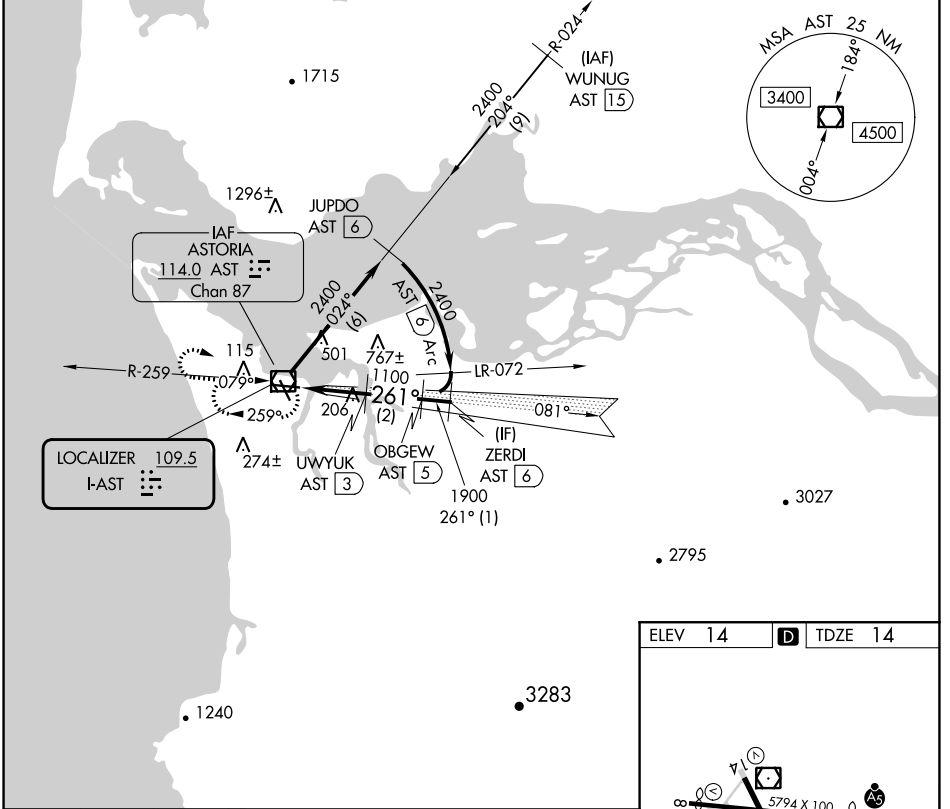 1715
R-024
(IAF)
WUNUG
AST 15
2400
204°
(9)
MSA AST 25 NM
184°
3400
4500
004°
1296±
JUPDO
AST 6
IAF
ASTORIA
114.0 AST
Chan 87
2400
024°
(6)
2400
AST 6 Arc
115
501
767±
1100
LR-072
R-259
079°
259°
206
261°
(2)
081°
274±
LOCALIZER 109.5
I-AST
UWYUK
AST 3
OBGEW
AST 5
(IF)
ZERDI
AST 6
1900
261° (1)
3027
2795
3283
1240
ELEV 14
D
TDZE 14
14
V
V
5794 X 100
A5